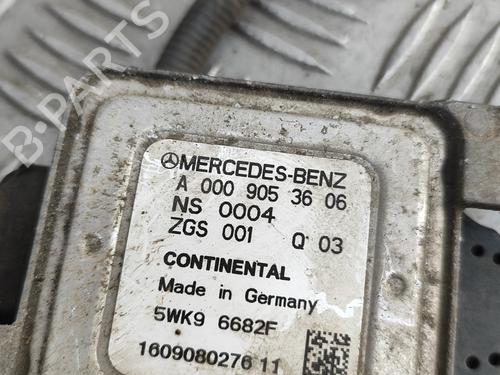 B-PARTS
MERCEDES-BENZ
A 000 905 36 06
NS 0004
ZGS 001 Q 03
CONTINENTAL
Made in Germany
5WK9 6682F
1609080276 11